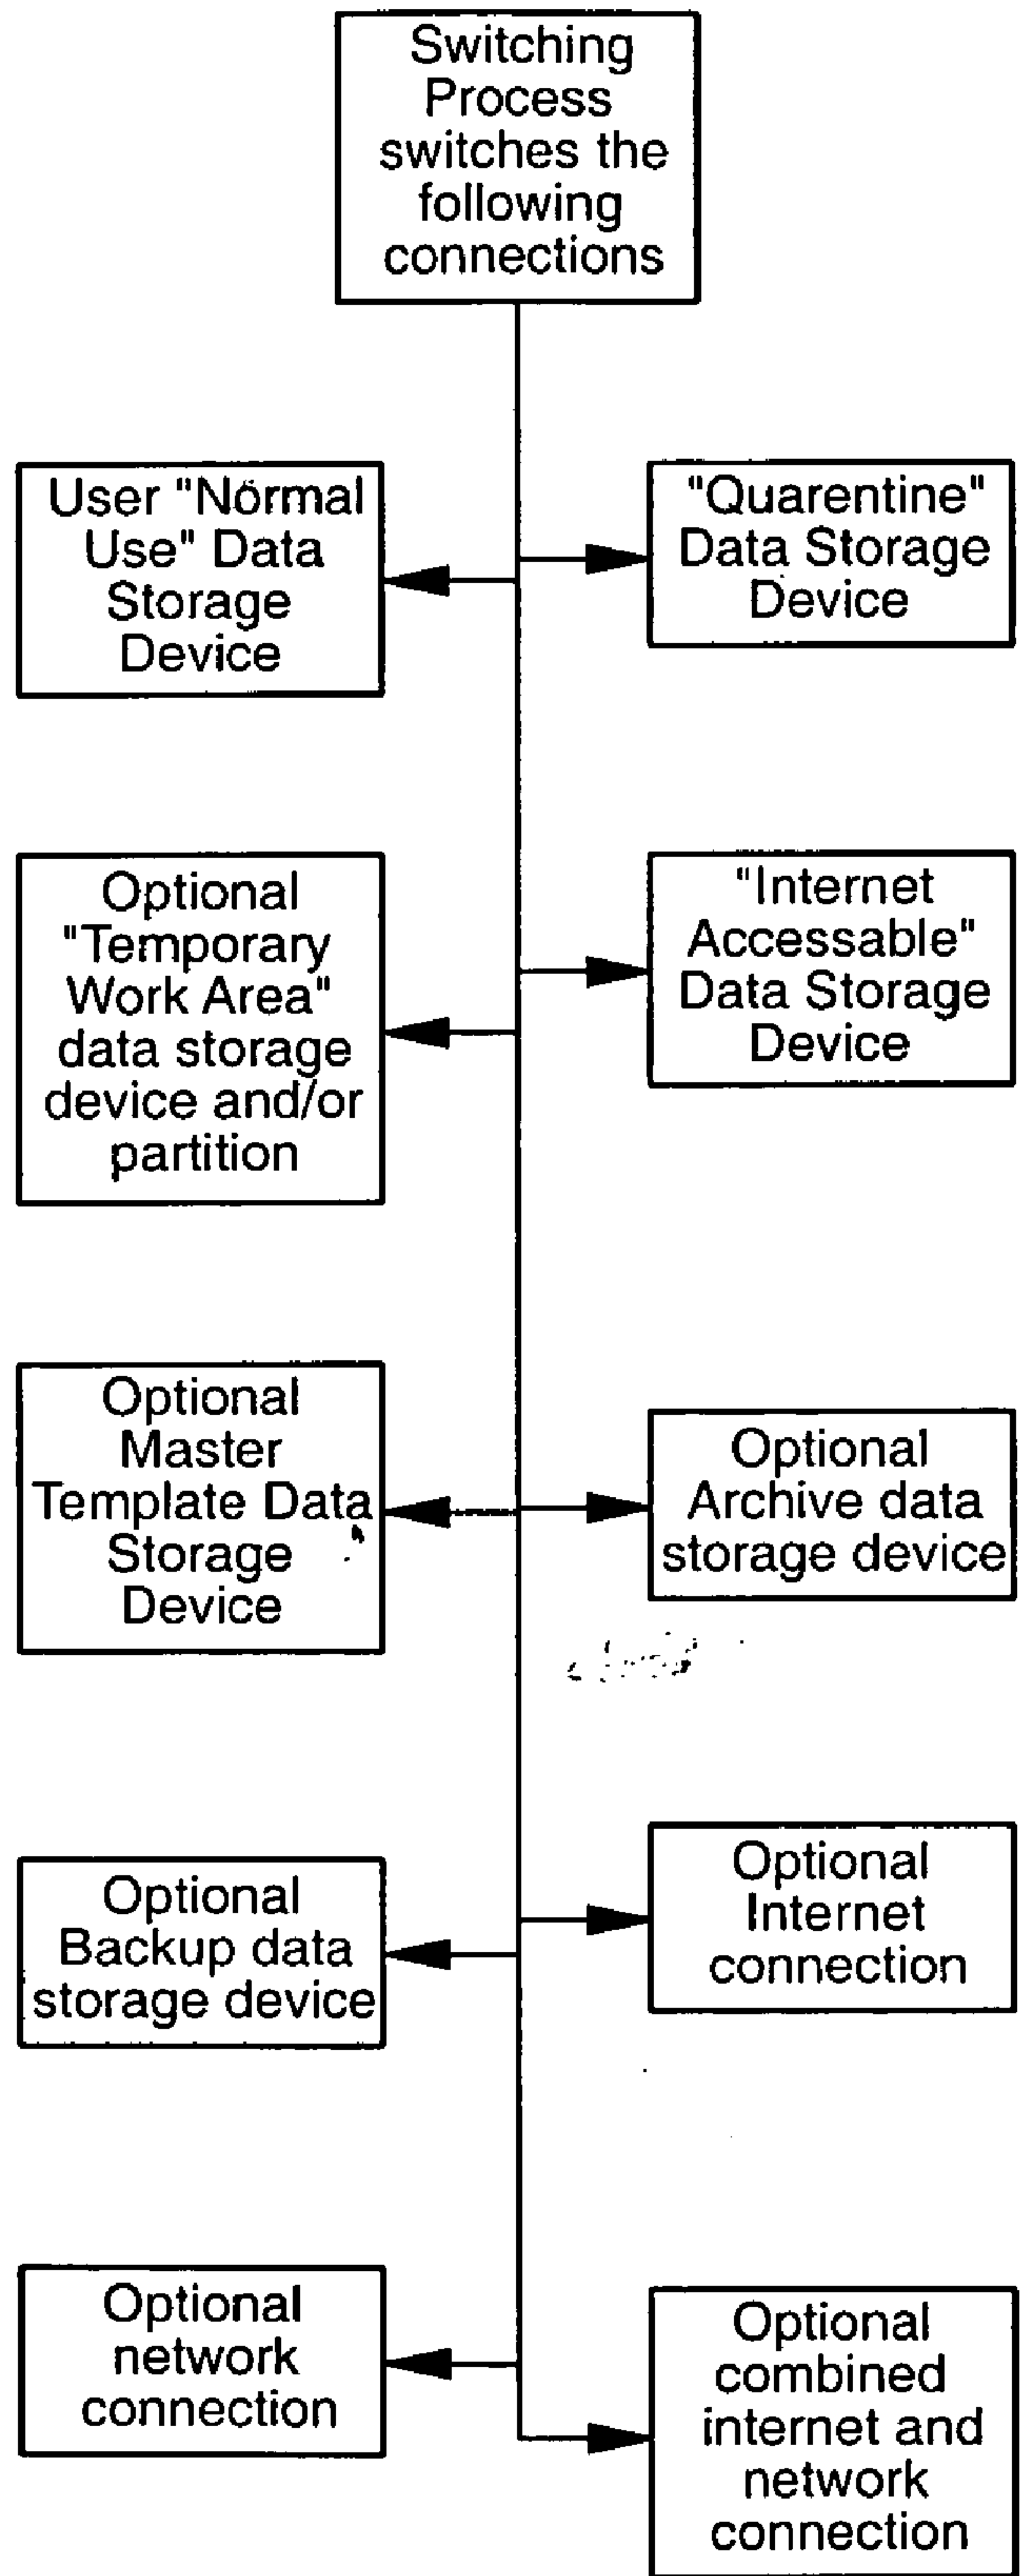 Switching
Process
switches the
following
connections
User "Normal
Use" Data
Storage
Device
"Quarentine"
Data Storage
Device
Optional
"Temporary
Work Area"
data storage
device and/or
partition
"Internet
Accessable"
Data Storage
Device
Optional
Master
Template Data
Storage
Device
Optional
Archive data
storage device
Optional
Backup data
storage device
Optional
Internet
connection
Optional
network
connection
Optional
combined
internet and
network
connection